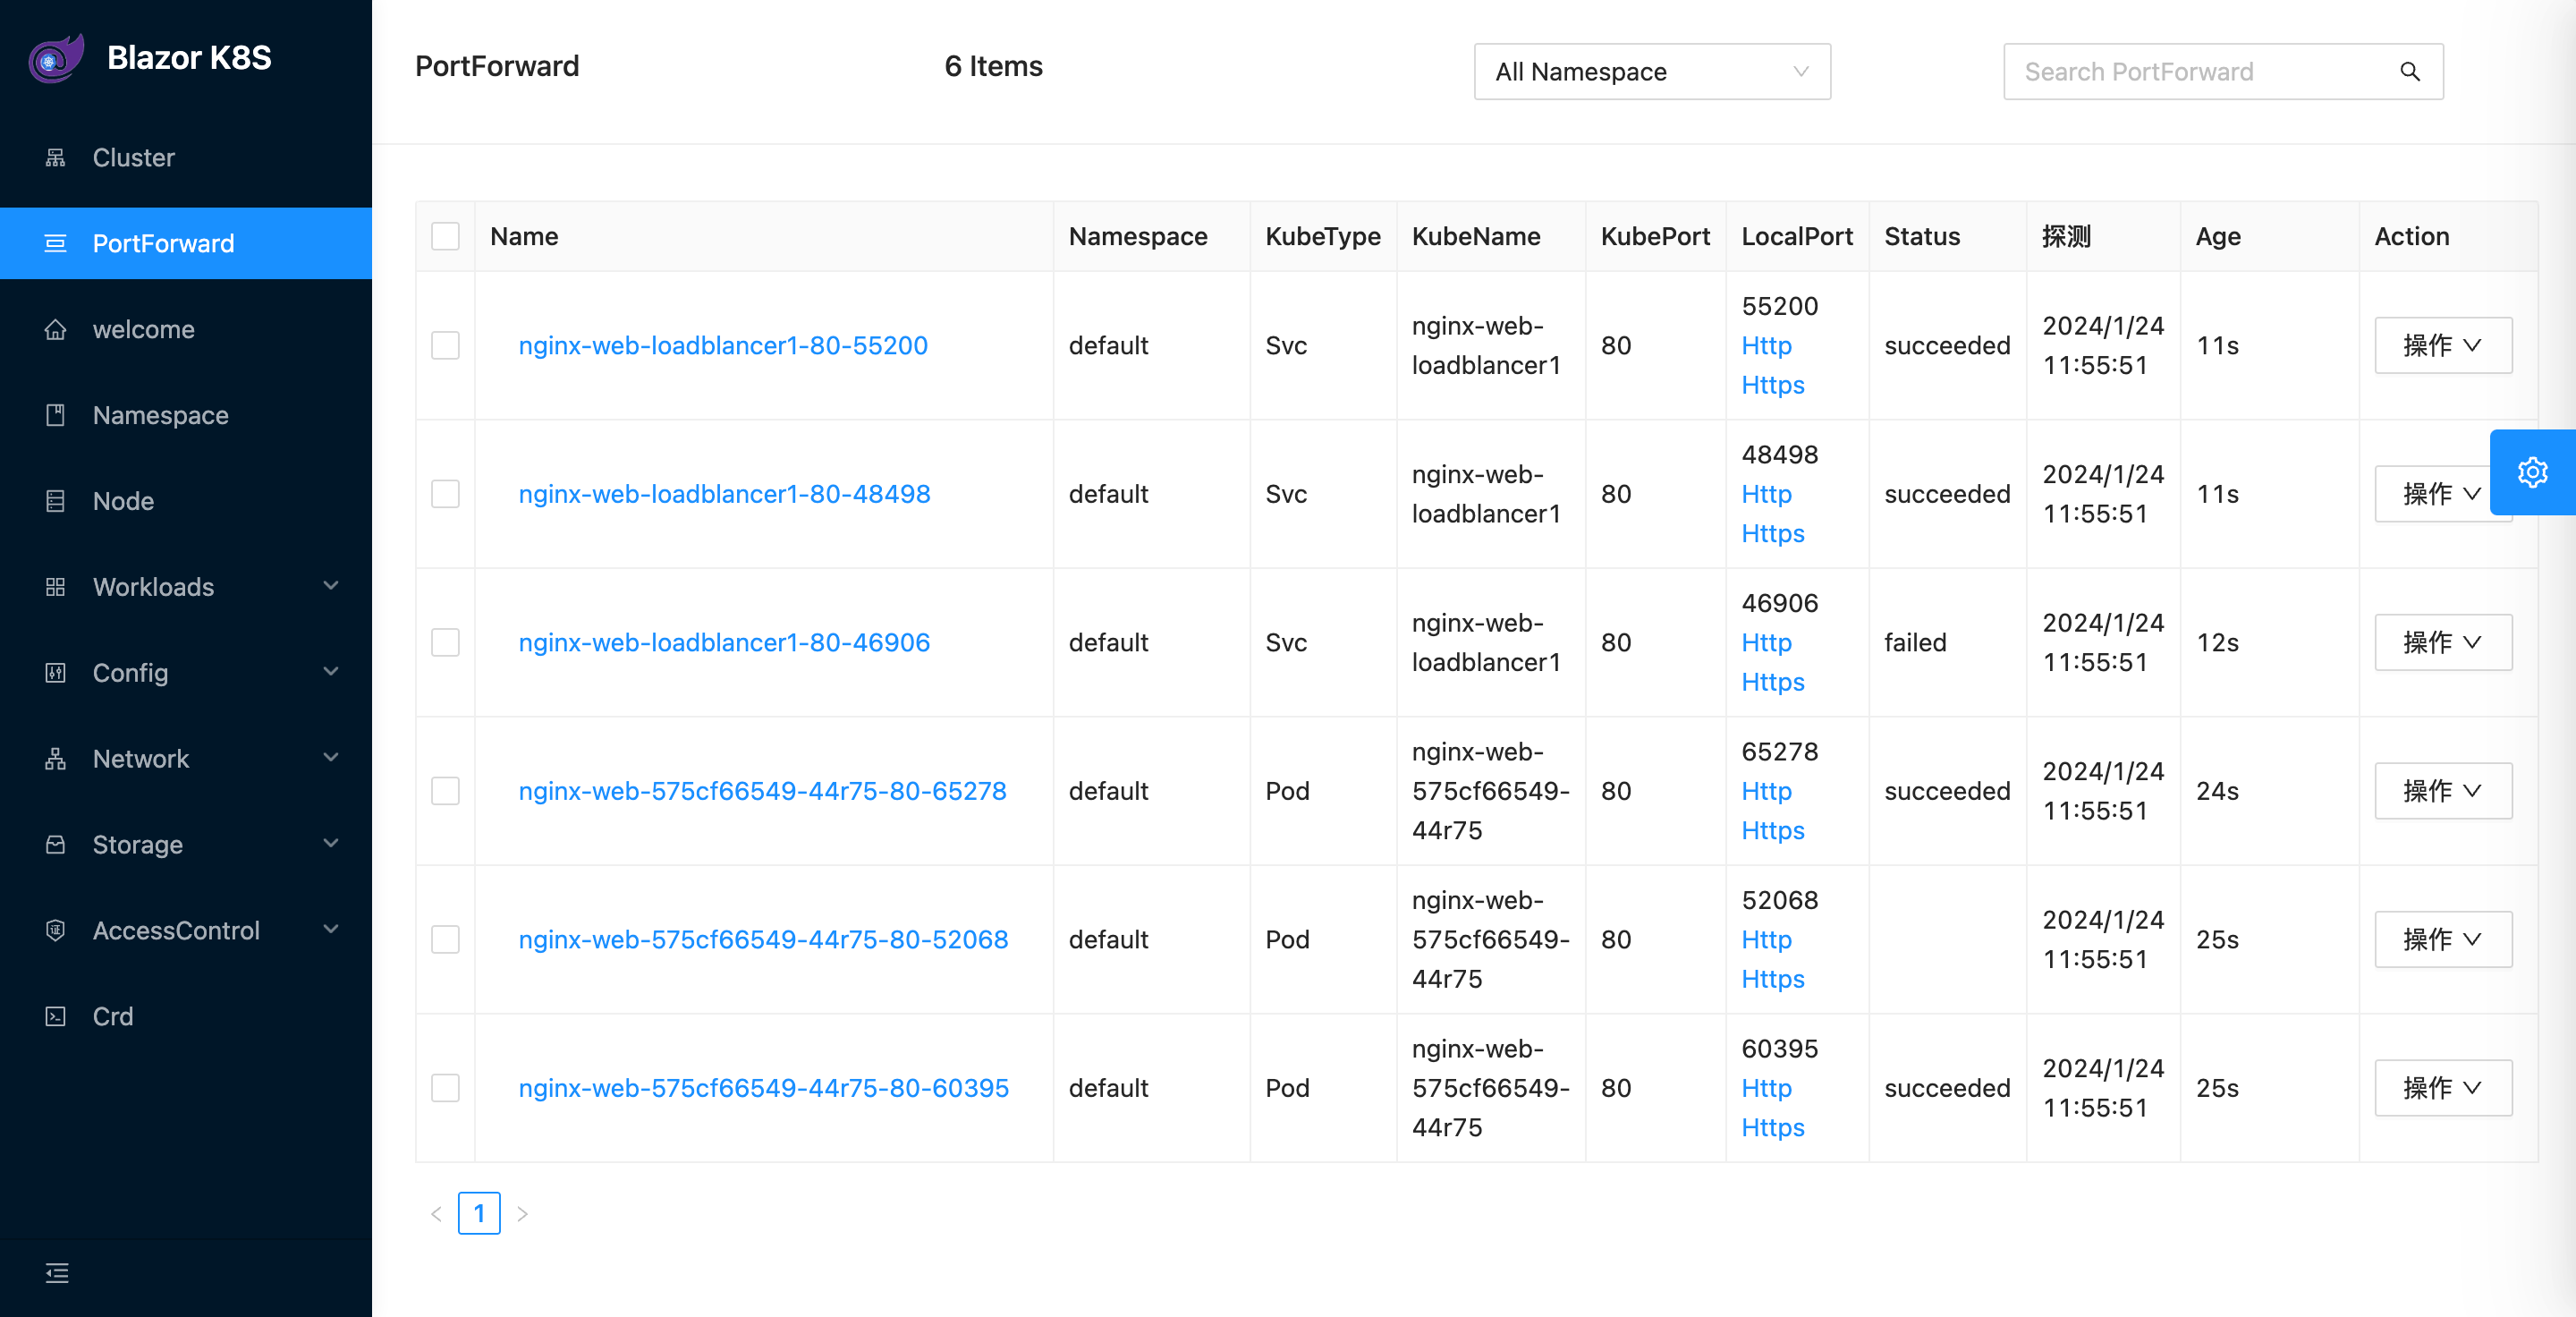 Blazor K8S
Cluster
PortForward
welcome
Namespace
Node
Workloads
Config
Network
Storage
AccessControl
Crd
PortForward
6 Items
All Namespace
Search PortForward
Name Namespace KubeType KubeName KubePort LocalPort Status 探测 Age Action
nginx-web-loadblancer1-80-55200 default Svc nginx-web-
loadblancer1 80 55200
Http
Https succeeded 2024/1/24
11:55:51 11s 操作
nginx-web-loadblancer1-80-48498 default Svc nginx-web-
loadblancer1 80 48498
Http
Https succeeded 2024/1/24
11:55:51 11s 操作
nginx-web-loadblancer1-80-46906 default Svc nginx-web-
loadblancer1 80 46906
Http
Https failed 2024/1/24
11:55:51 12s 操作
nginx-web-575cf66549-44r75-80-65278 default Pod nginx-web-
575cf66549-
44r75 80 65278
Http
Https succeeded 2024/1/24
11:55:51 24s 操作
nginx-web-575cf66549-44r75-80-52068 default Pod nginx-web-
575cf66549-
44r75 80 52068
Http
Https 2024/1/24
11:55:51 25s 操作
nginx-web-575cf66549-44r75-80-60395 default Pod nginx-web-
575cf66549-
44r75 80 60395
Http
Https succeeded 2024/1/24
11:55:51 25s 操作
1